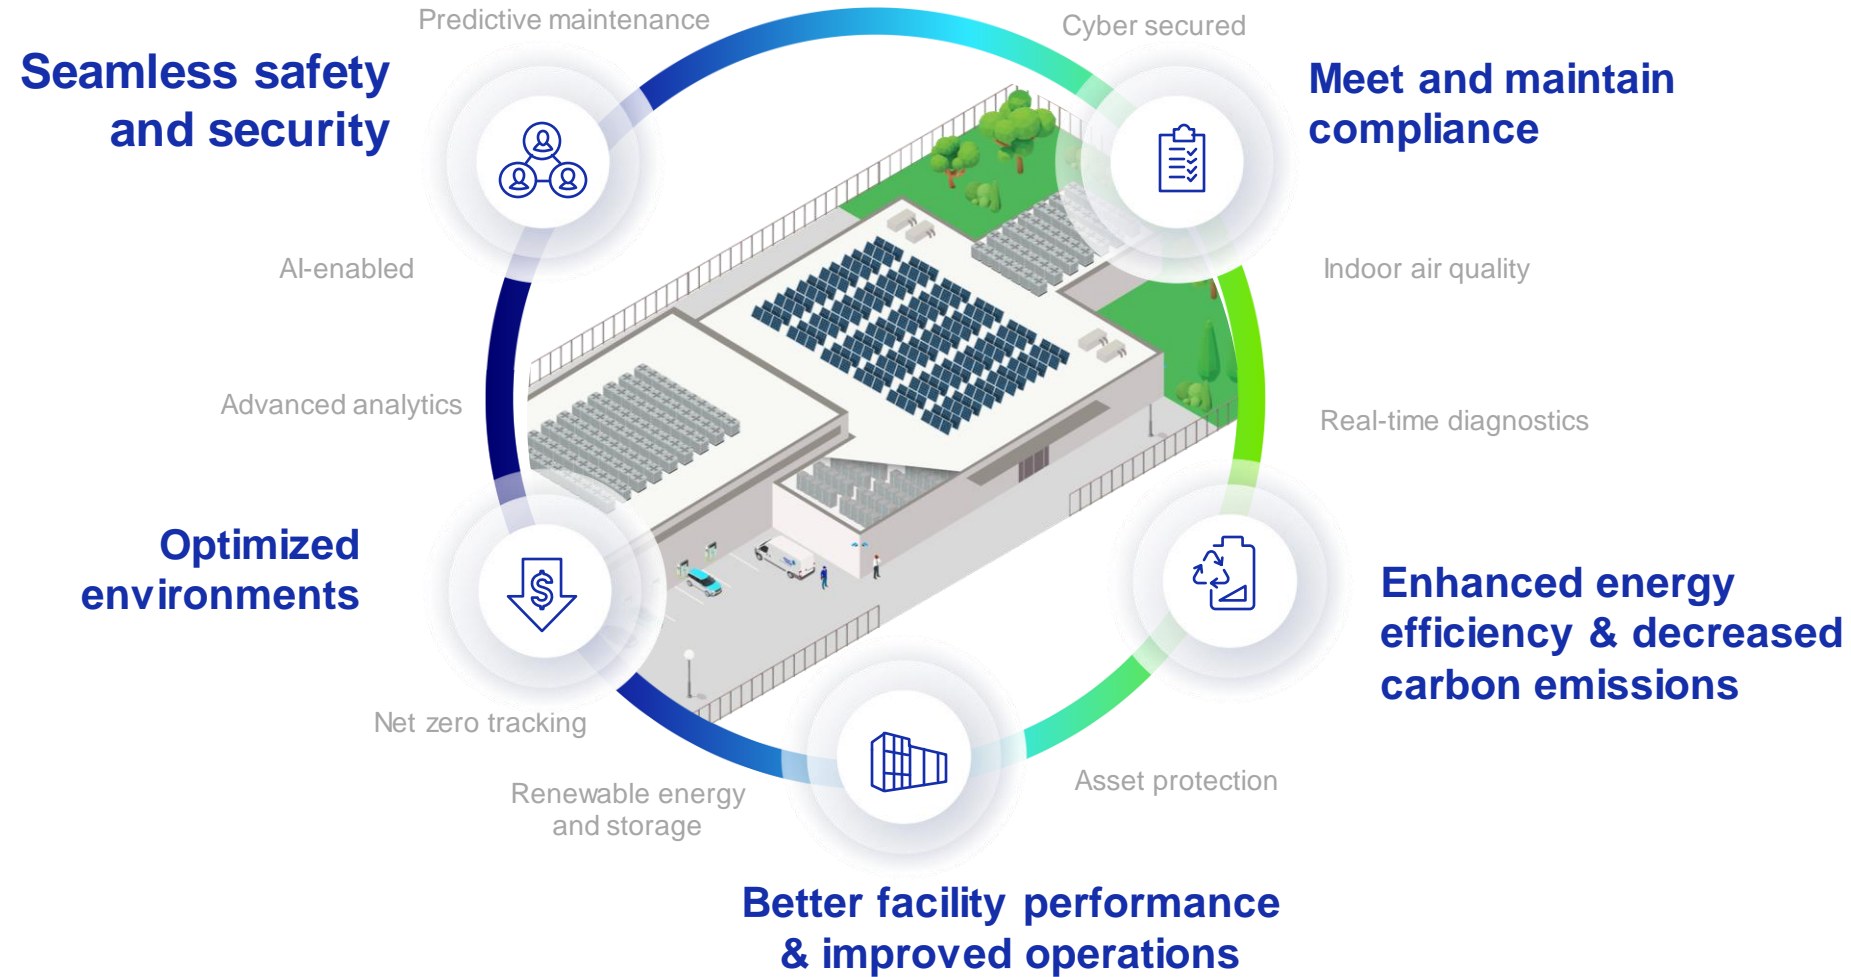 Predictive maintenance
Cyber secured
Seamless safety
and security
Meet and maintain
compliance
AI-enabled
Indoor air quality
Advanced analytics
Real-time diagnostics
Optimized
environments
Enhanced energy
efficiency & decreased
carbon emissions
Net zero tracking
Renewable energy
and storage
Asset protection
Better facility performance
& improved operations
$